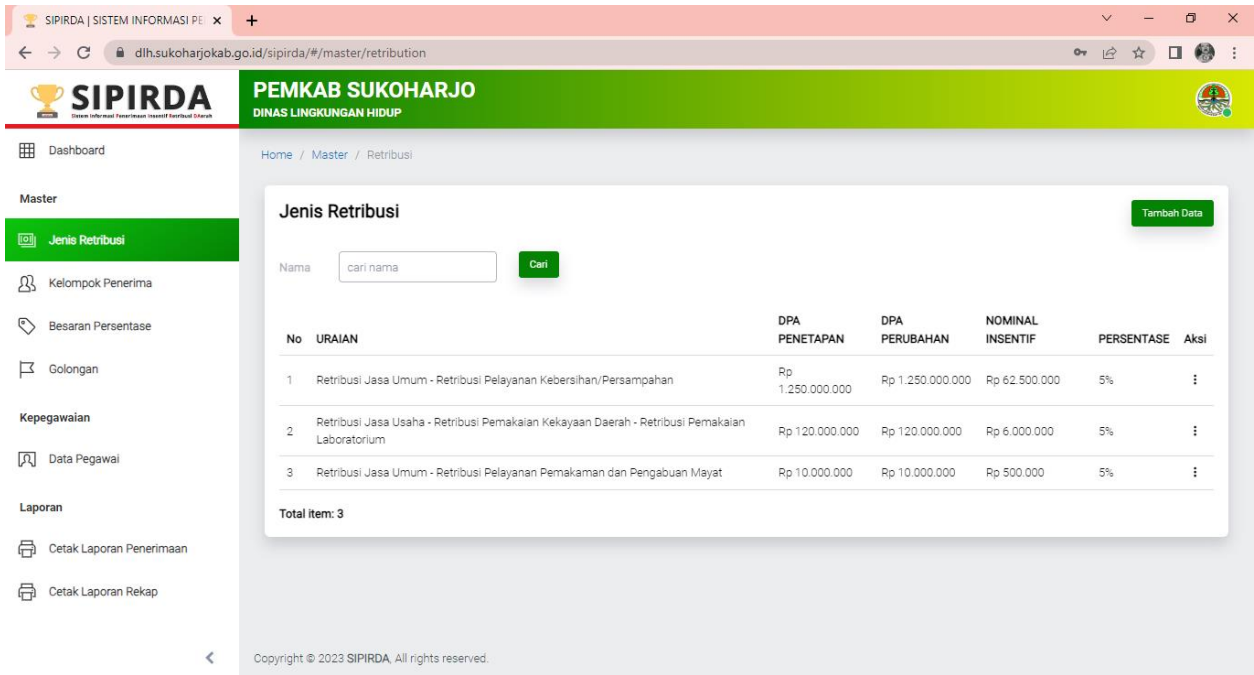 SIPIRDA | SISTEM INFORMASI PE
dlh.sukoharjokab.go.id/sipirda/#/master/retribution
SIPIRDA
Sistem Informasi Penerimaan Insentif Retribusi DAerah
PEMKAB SUKOHARJO
DINAS LINGKUNGAN HIDUP
Dashboard
Master
Jenis Retribusi
Kelompok Penerima
Besaran Persentase
Golongan
Kepegawaian
Data Pegawai
Laporan
Cetak Laporan Penerimaan
Cetak Laporan Rekap
Home / Master / Retribusi
Jenis Retribusi
Tambah Data
Nama cari nama Cari
No URAIAN DPA PENETAPAN DPA PERUBAHAN NOMINAL INSENTIF PERSENTASE Aksi
1 Retribusi Jasa Umum - Retribusi Pelayanan Kebersihan/Persampahan Rp 1.250.000.000 Rp 1.250.000.000 Rp 62.500.000 5%
2 Retribusi Jasa Usaha - Retribusi Pemakaian Kekayaan Daerah - Retribusi Pemakaian Laboratorium Rp 120.000.000 Rp 120.000.000 Rp 6.000.000 5%
3 Retribusi Jasa Umum - Retribusi Pelayanan Pemakaman dan Pengabuan Mayat Rp 10.000.000 Rp 10.000.000 Rp 500.000 5%
Total item: 3
Copyright © 2023 SIPIRDA, All rights reserved.